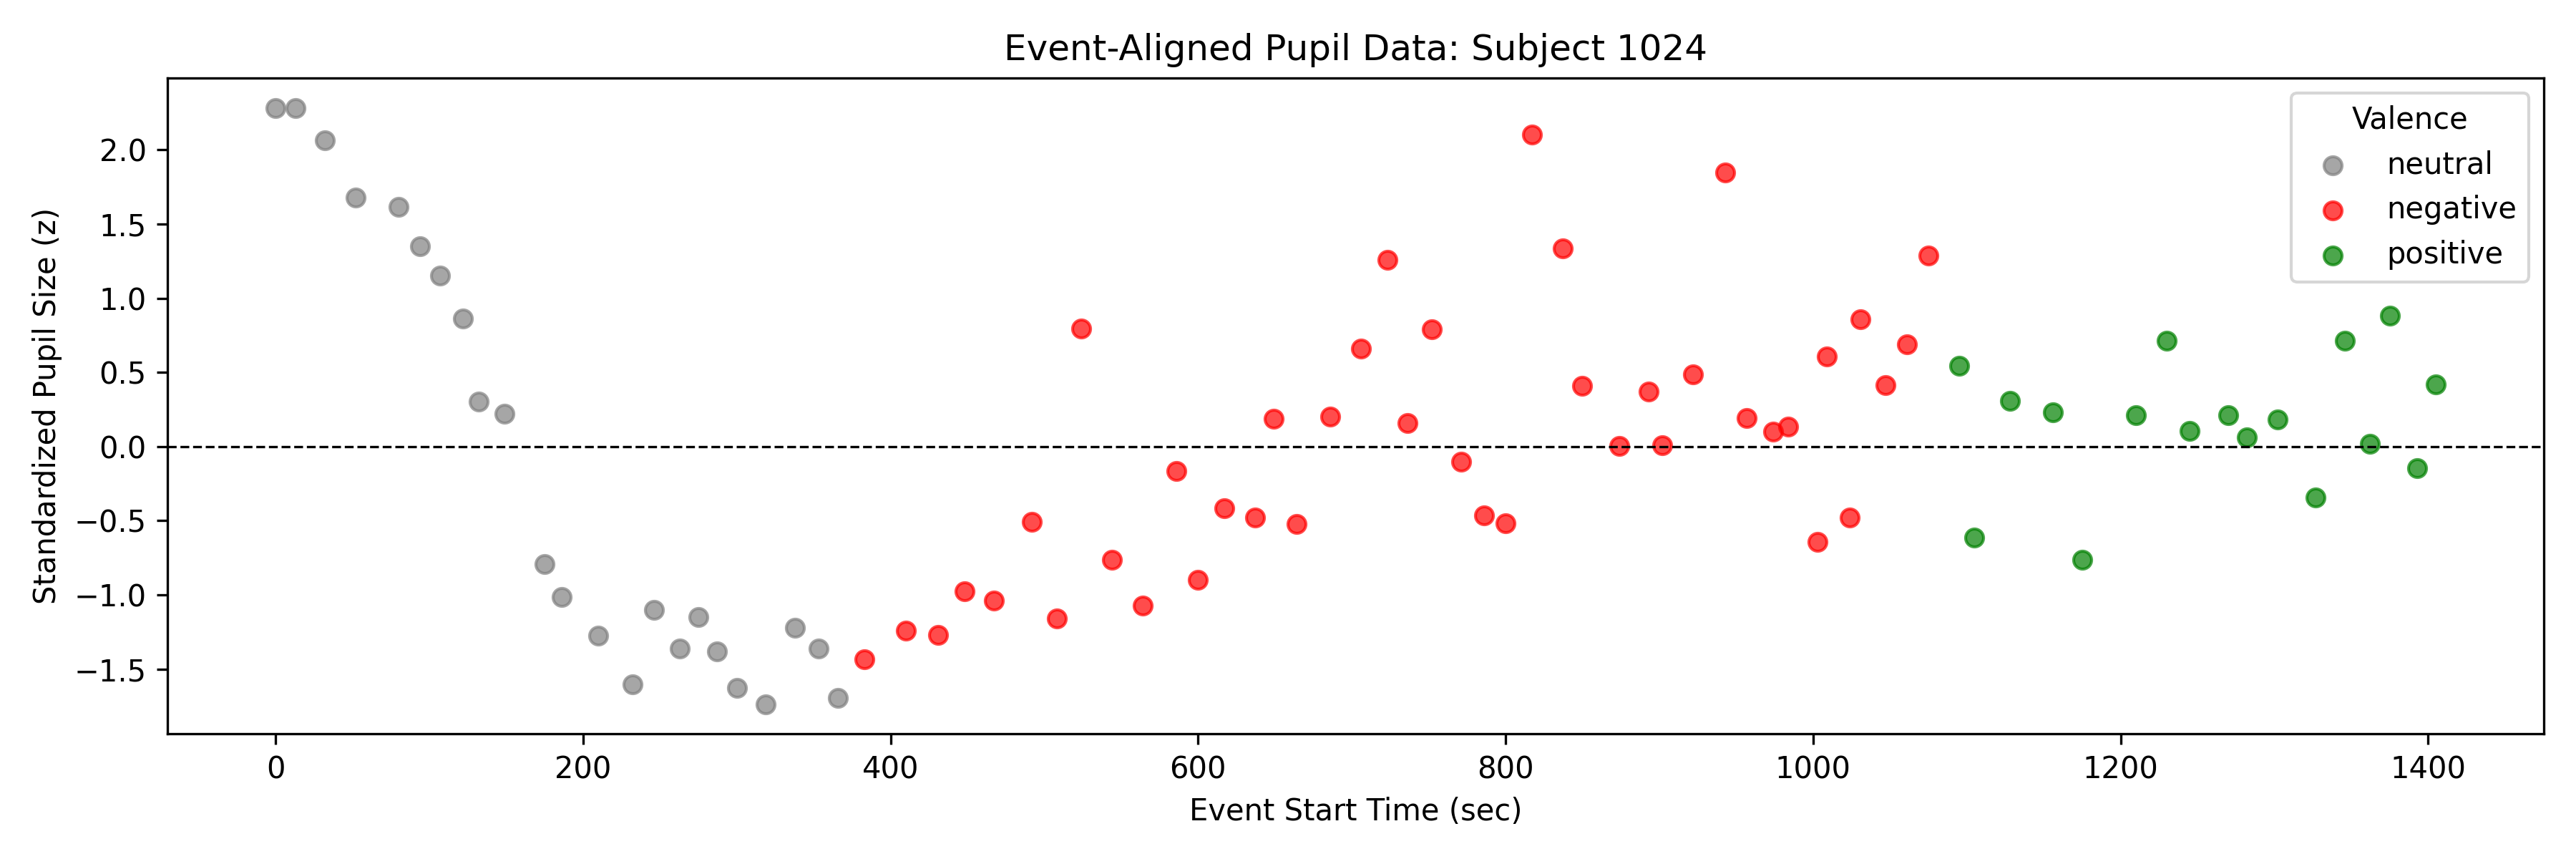 Event-Aligned Pupil Data: Subject 1024
Standardized Pupil Size (z)
2.0
1.5
1.0
0.5
0.0
−0.5
−1.0
−1.5
Valence
neutral
negative
positive
0 200 400 600 800 1000 1200 1400
Event Start Time (sec)